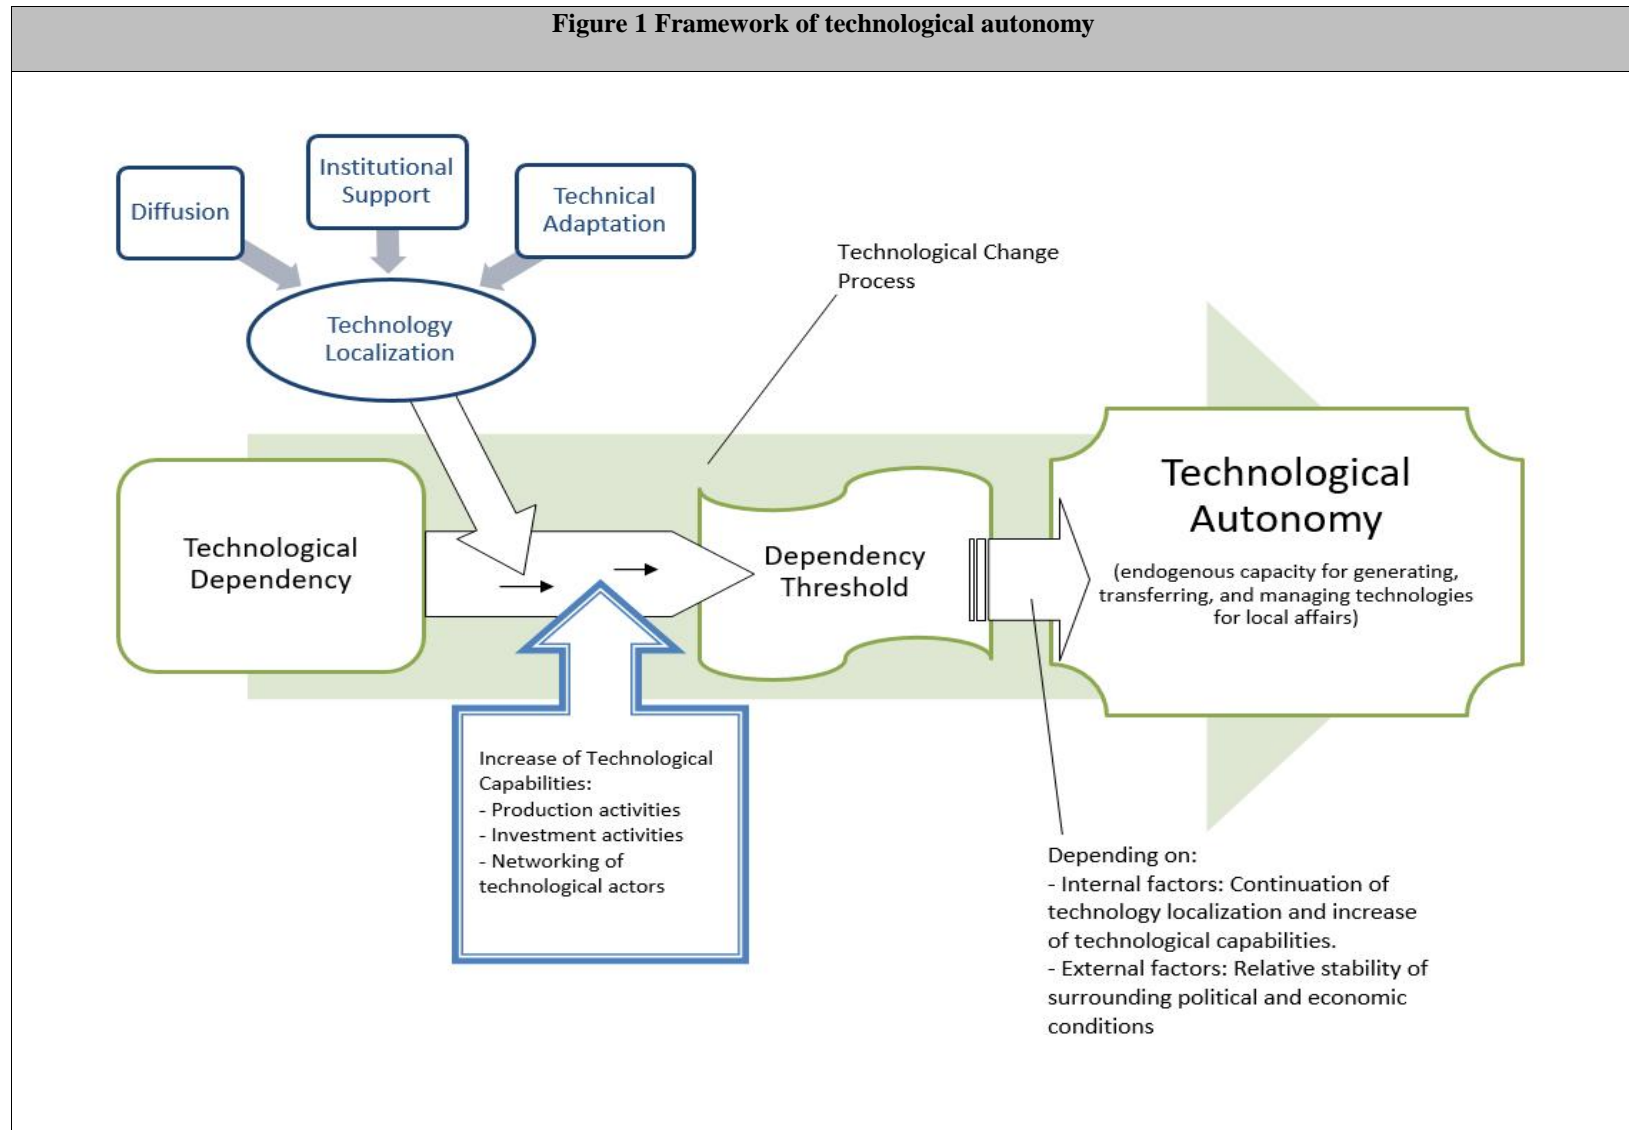 Figure 1 Framework of technological autonomy
Diffusion
Institutional
Support
Technical
Adaptation
Technology
Localization
Technological Change
Process
Technological
Dependency
Dependency
Threshold
Technological
Autonomy
(endogenous capacity for generating,
transferring, and managing technologies
for local affairs)
Increase of Technological
Capabilities:
- Production activities
- Investment activities
- Networking of
technological actors
Depending on:
- Internal factors: Continuation of
technology localization and increase
of technological capabilities.
- External factors: Relative stability of
surrounding political and economic
conditions